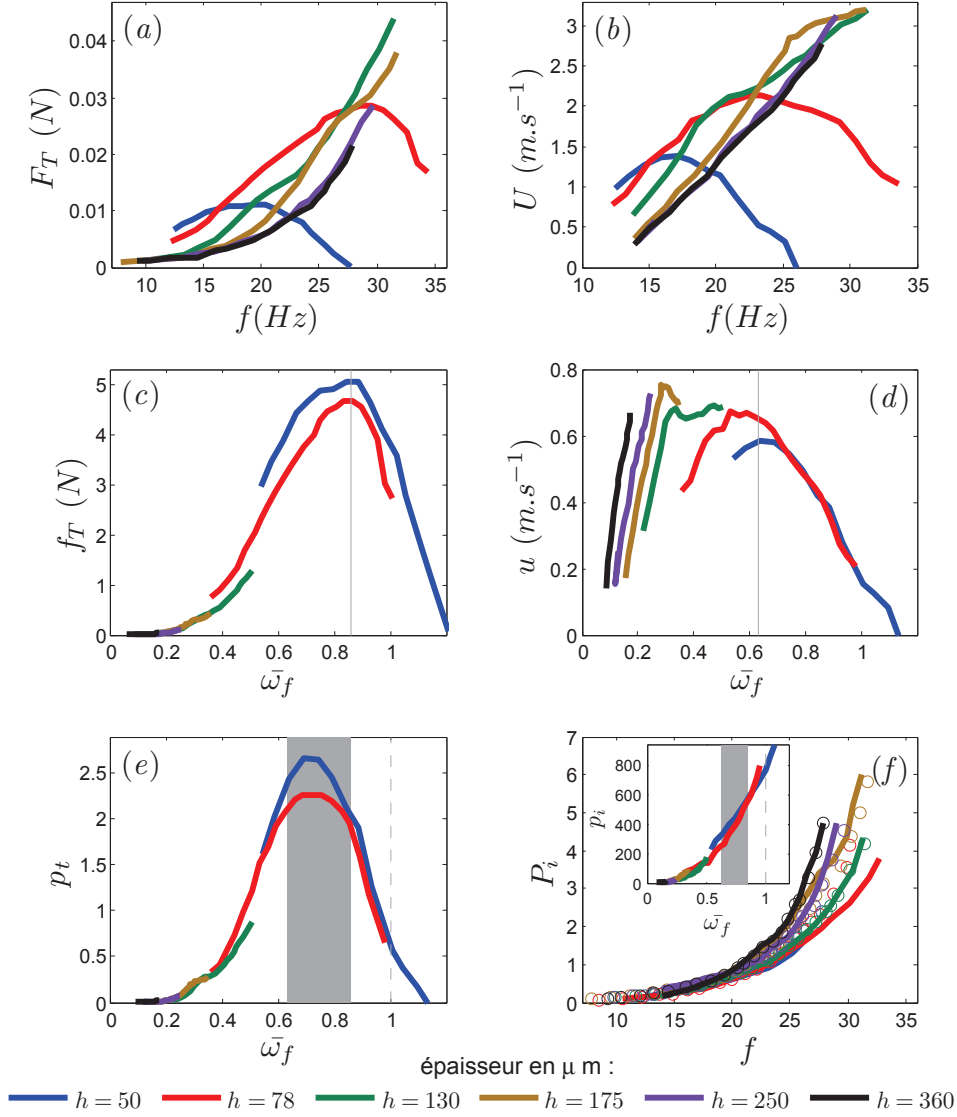 (a)
F_T (N)
0.04
0.03
0.02
0.01
0
10 15 20 25 30 35
f(Hz)
(b)
U (m.s⁻¹)
3
2.5
2
1.5
1
0.5
0
15 20 25 30 35
f(Hz)
(c)
f_T (N)
5
4
3
2
1
0
0 0.2 0.4 0.6 0.8 1
ω̄_f
(d)
u (m.s⁻¹)
0.8
0.6
0.4
0.2
0
0 0.2 0.4 0.6 0.8 1
ω̄_f
(e)
p_t
2.5
2
1.5
1
0.5
0
0 0.2 0.4 0.6 0.8 1
ω̄_f
(f)
P_i
7
6
5
4
3
2
1
0
10 15 20 25 30 35
f
p_i
800
600
400
200
0
0 0.5 1
ω̄_f
épaisseur en μ m :
h = 50 h = 78 h = 130 h = 175 h = 250 h = 360